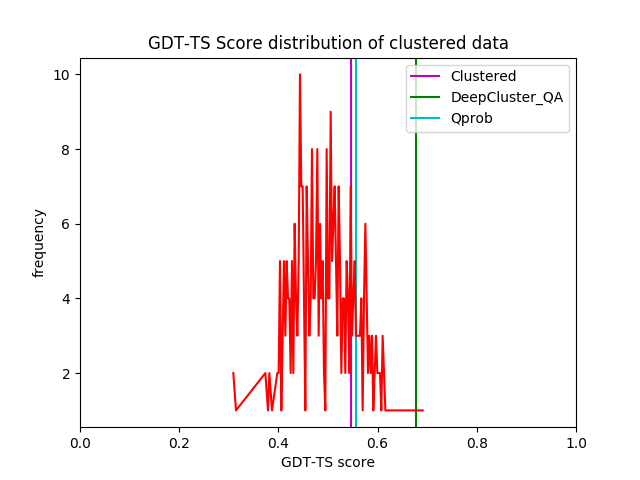 GDT-TS Score distribution of clustered data
Clustered
DeepCluster_QA
Qprob
10
8
6
4
2
frequency
0.0 0.2 0.4 0.6 0.8 1.0
GDT-TS score